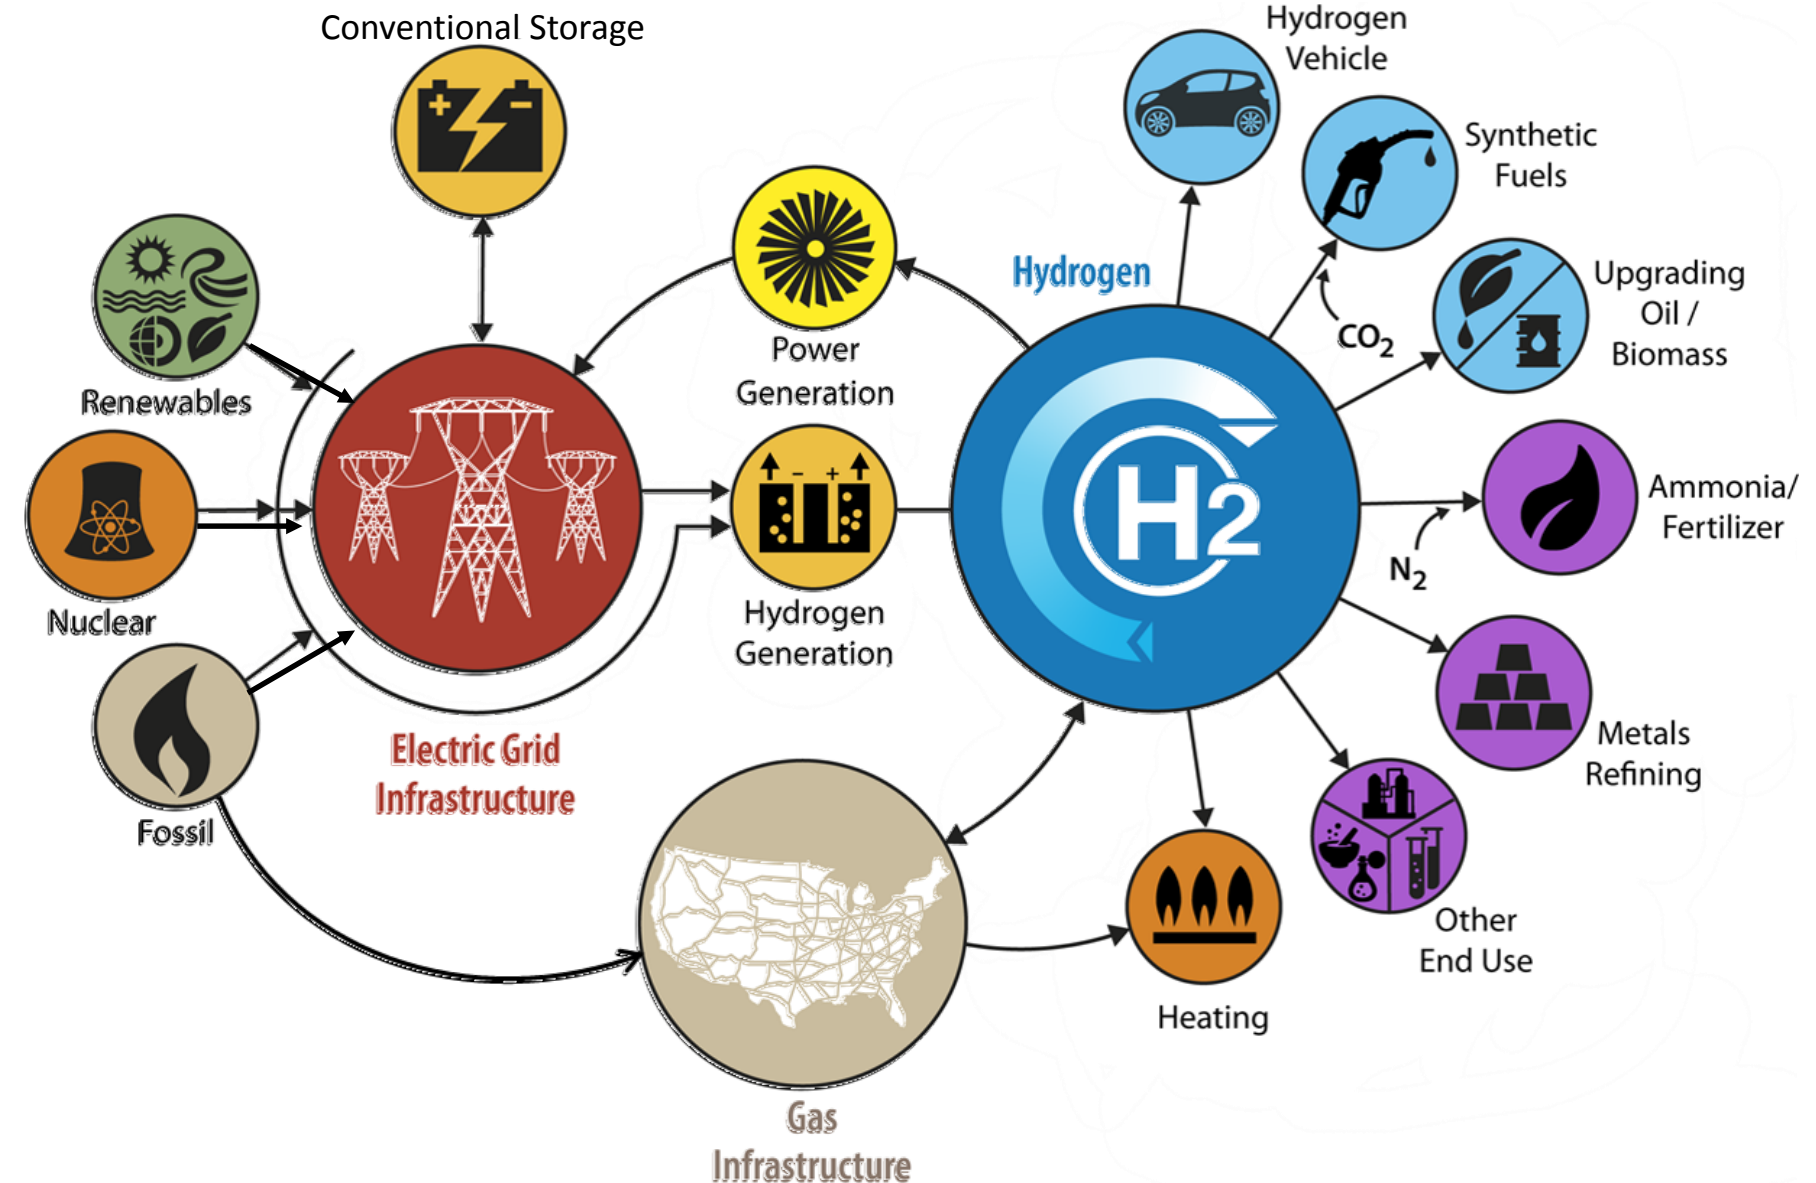 Conventional Storage
+ -
Hydrogen
Vehicle
Synthetic
Fuels
Hydrogen
Upgrading
Oil /
Biomass
CO2
Renewables
Power
Generation
- +
H2
Ammonia/
Fertilizer
N2
Nuclear
Hydrogen
Generation
Electric Grid
Infrastructure
Metals
Refining
Fossil
Other
End Use
Heating
Gas
Infrastructure